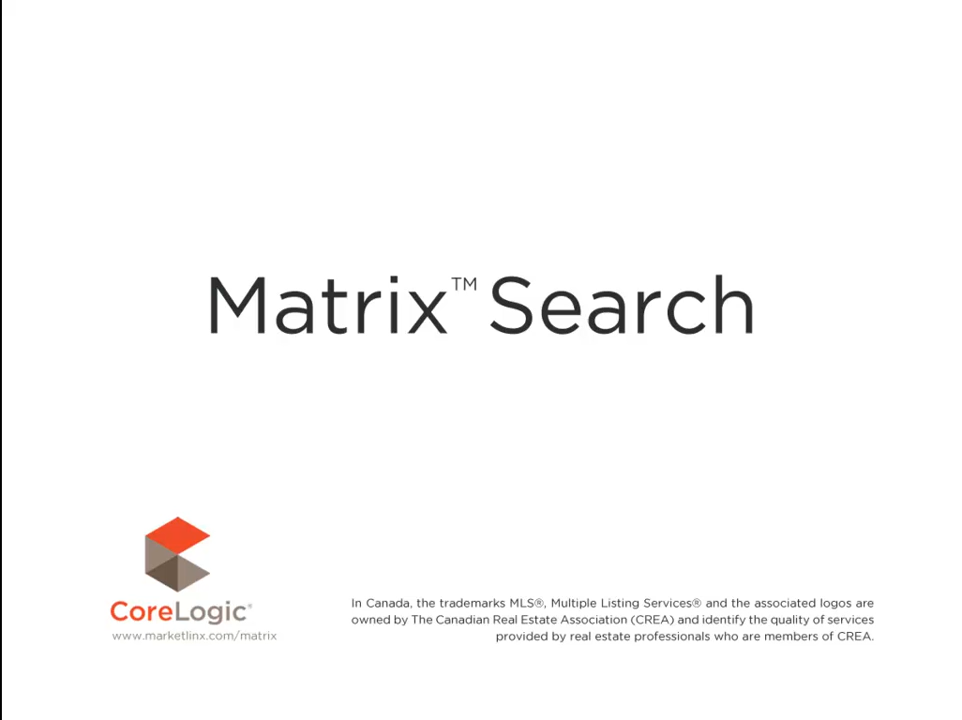 Matrix™ Search
CoreLogic®
www.marketlinx.com/matrix
In Canada, the trademarks MLS®, Multiple Listing Services® and the associated logos are
owned by The Canadian Real Estate Association (CREA) and identify the quality of services
provided by real estate professionals who are members of CREA.